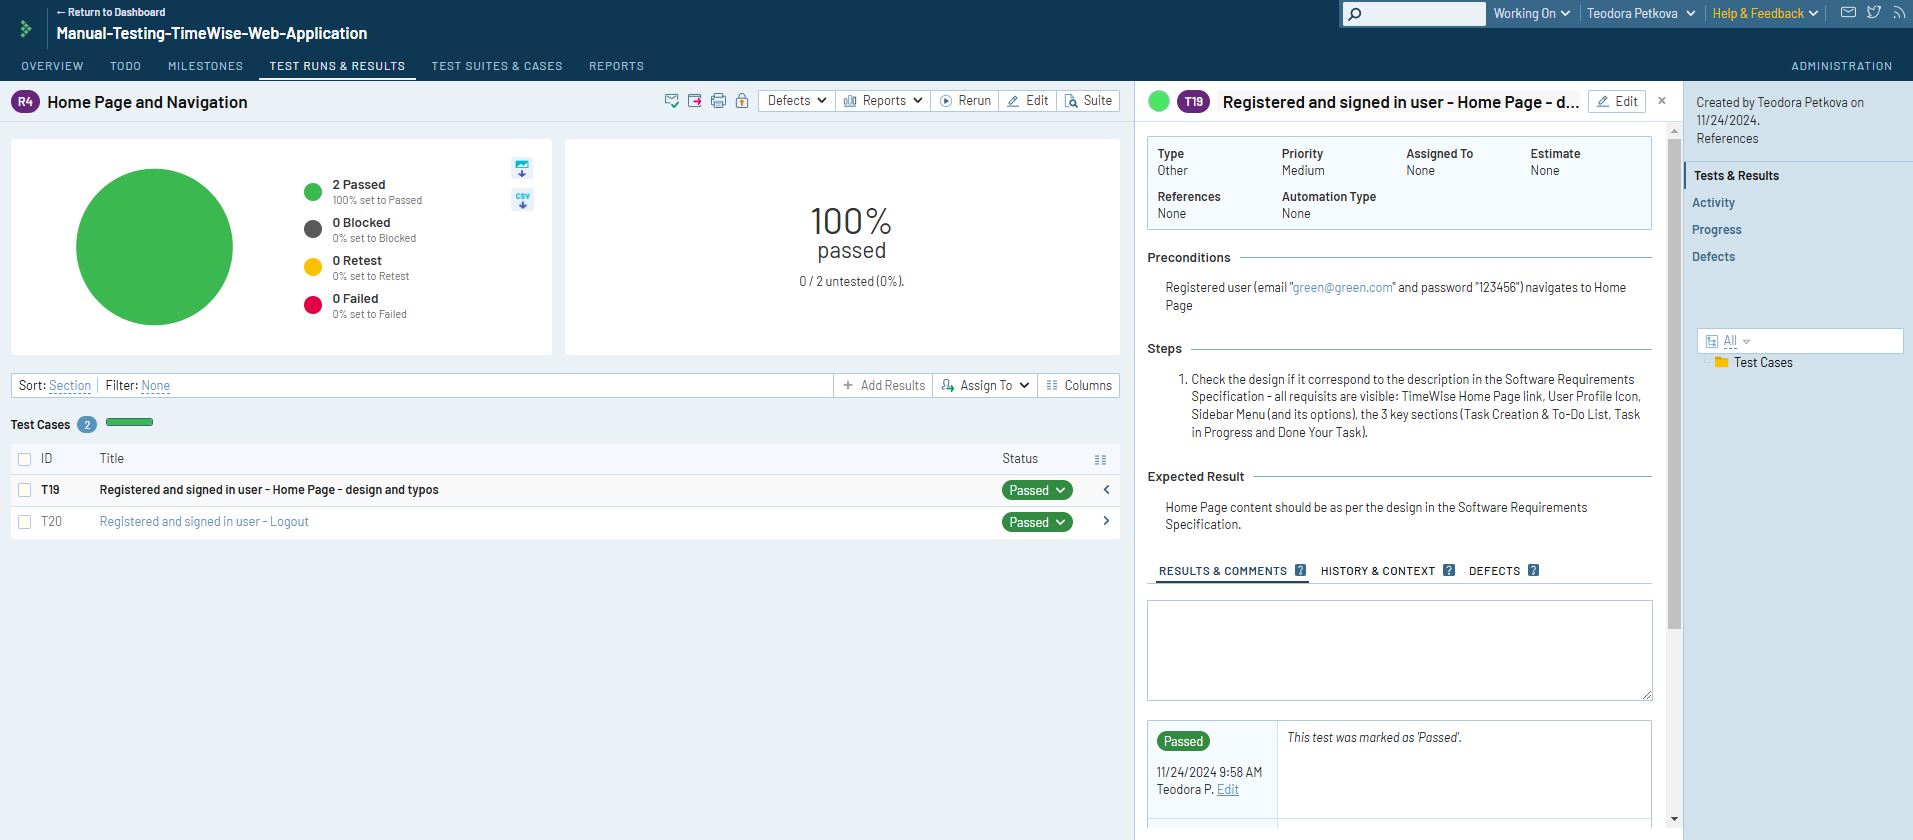 ← Return to Dashboard
Manual-Testing-TimeWise-Web-Application
Working On
Teodora Petkova
Help & Feedback
OVERVIEW
TODO
MILESTONES
TEST RUNS & RESULTS
TEST SUITES & CASES
REPORTS
ADMINISTRATION
R4
Home Page and Navigation
Defects
Reports
Rerun
Edit
Suite
2 Passed
100% set to Passed
0 Blocked
0% set to Blocked
0 Retest
0% set to Retest
0 Failed
0% set to Failed
CSV
100%
passed
0 / 2 untested (0%).
Sort: Section
Filter: None
Add Results
Assign To
Columns
Test Cases 2
ID Title Status
T19 Registered and signed in user - Home Page - design and typos Passed
T20 Registered and signed in user - Logout Passed
T19
Registered and signed in user - Home Page - d...
Edit
×
Type
Other
Priority
Medium
Assigned To
None
Estimate
None
References
None
Automation Type
None
Preconditions
Registered user (email "green@green.com" and password "123456") navigates to Home
Page
Steps
1. Check the design if it correspond to the description in the Software Requirements
Specification - all requisits are visible: TimeWise Home Page link, User Profile Icon,
Sidebar Menu (and its options), the 3 key sections (Task Creation & To-Do List, Task
in Progress and Done Your Task).
Expected Result
Home Page content should be as per the design in the Software Requirements
Specification.
RESULTS & COMMENTS ?
HISTORY & CONTEXT ?
DEFECTS ?
Passed
11/24/2024 9:58 AM
Teodora P. Edit
This test was marked as 'Passed'.
Created by Teodora Petkova on
11/24/2024.
References
Tests & Results
Activity
Progress
Defects
All
Test Cases